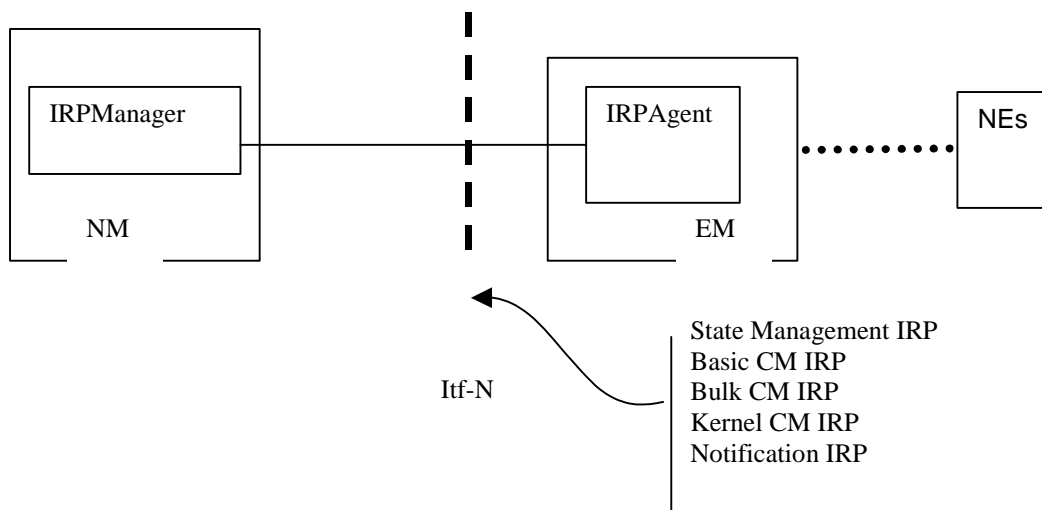 IRPManager
IRPAgent
NEs
NM
EM
Itf-N
State Management IRP
Basic CM IRP
Bulk CM IRP
Kernel CM IRP
Notification IRP